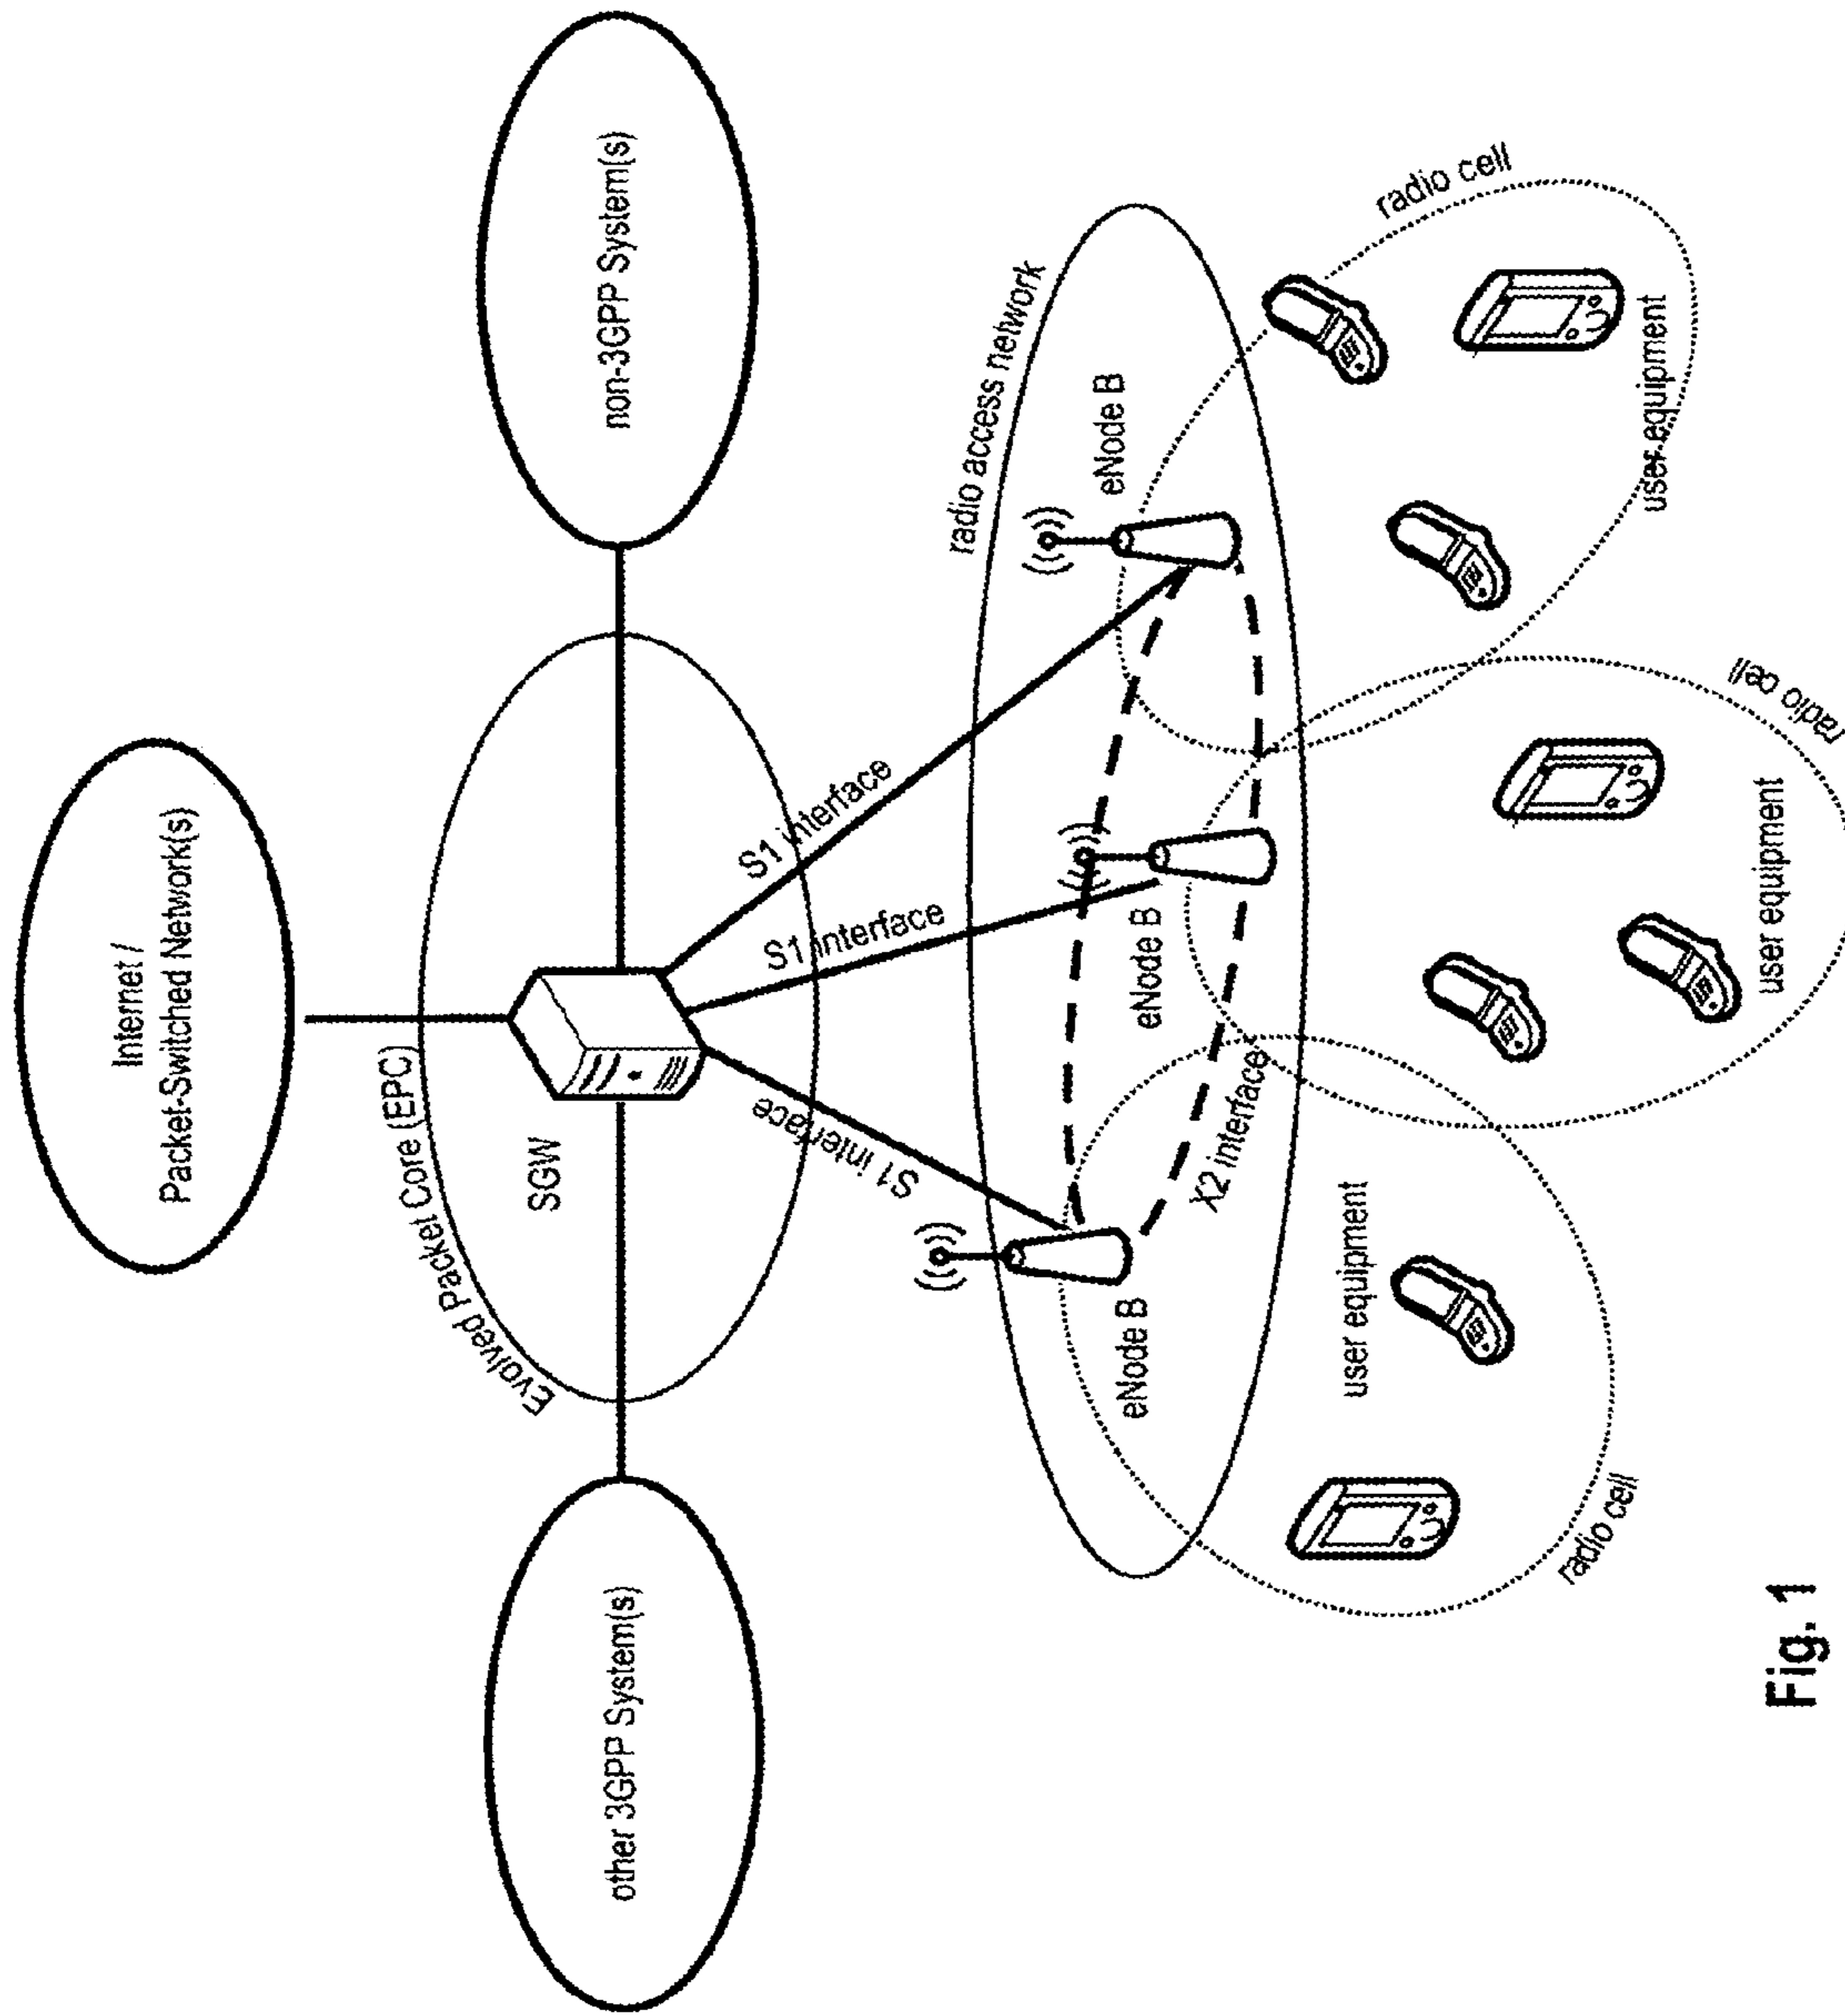 Internet /
Packet-Switched Network(s)
Evolved Packet Core (EPC)
other 3GPP System(s)
SGW
non-3GPP System(s)
S1 interface
S1 interface
S1 interface
radio access network
eNode B
eNode B
eNode B
X2 interface
radio cell
user equipment
user equipment
user equipment
radio cell
radio cell
Fig. 1